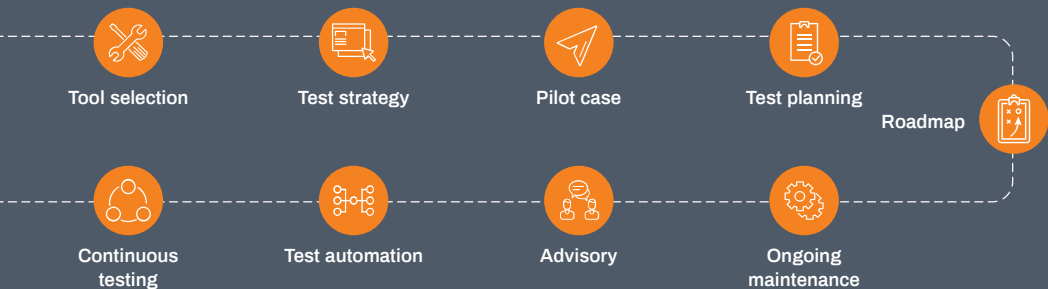 Tool selection
Test strategy
Pilot case
Test planning
Roadmap
Continuous
testing
Test automation
Advisory
Ongoing
maintenance